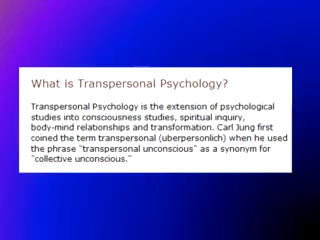 What is Transpersonal Psychology?
Transpersonal Psychology is the extension of psychological
studies into consciousness studies, spiritual inquiry,
body-mind relationships and transformation. Carl Jung first
coined the term transpersonal (uberpersonlich) when he used
the phrase "transpersonal unconscious" as a synonym for
"collective unconscious."